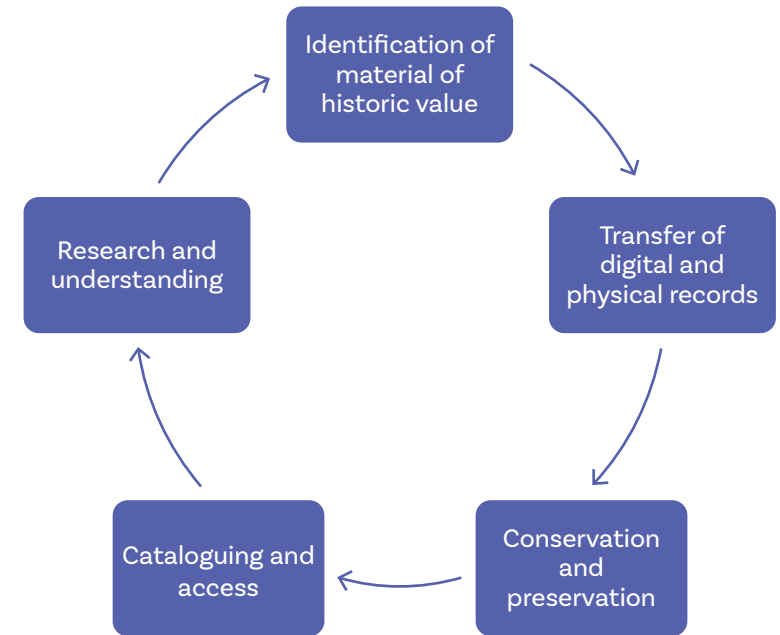 Identification of
material of
historic value
Transfer of
digital and
physical records
Conservation
and
preservation
Cataloguing and
access
Research and
understanding